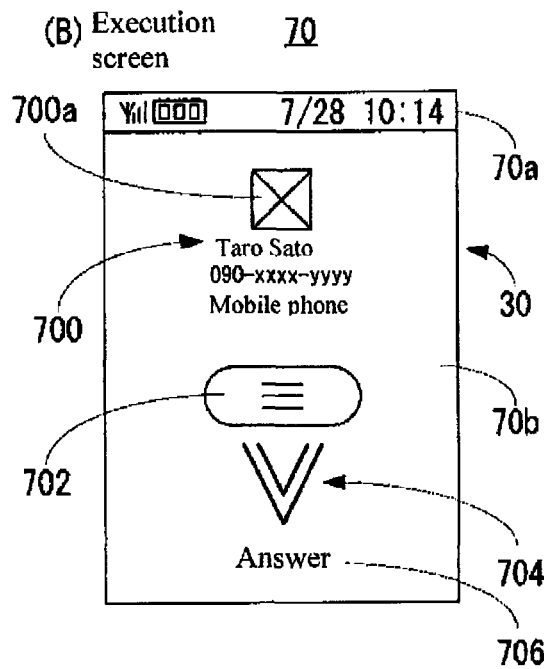 (B) Execution screen 70
700a
7/28 10:14
70a
Taro Sato
090-xxxx-yyyy
Mobile phone
700
30
70b
702
704
Answer
706